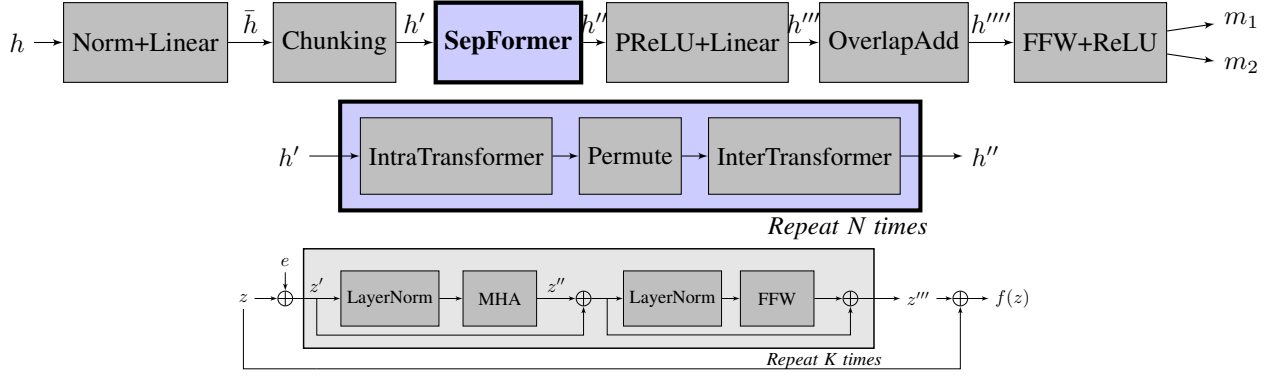 h Norm+Linear h̄ Chunking h′ SepFormer h″ PReLU+Linear h‴ OverlapAdd h⁗ FFW+ReLU m₁
m₂
h′ IntraTransformer Permute InterTransformer h″
Repeat N times
e
z z′ LayerNorm MHA z″ LayerNorm FFW z‴ f(z)
Repeat K times